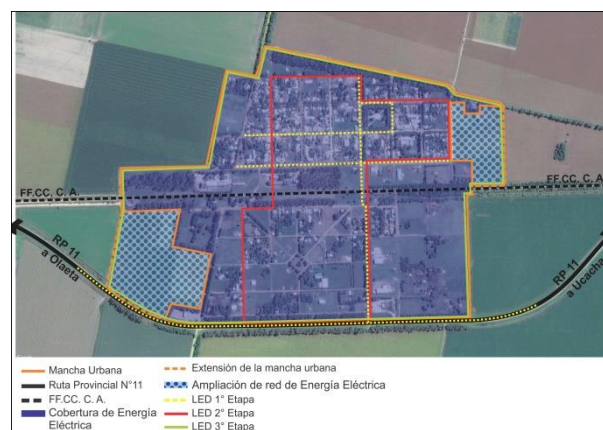 FF.CC. C. A.
FF.CC. C. A.
RP 11
a Olaeta
RP 11
a Ucacha
Mancha Urbana
Ruta Provincial N°11
FF.CC. C. A.
Cobertura de Energía
Eléctrica
Extensión de la mancha urbana
Ampliación de red de Energía Eléctrica
LED 1° Etapa
LED 2° Etapa
LED 3° Etapa